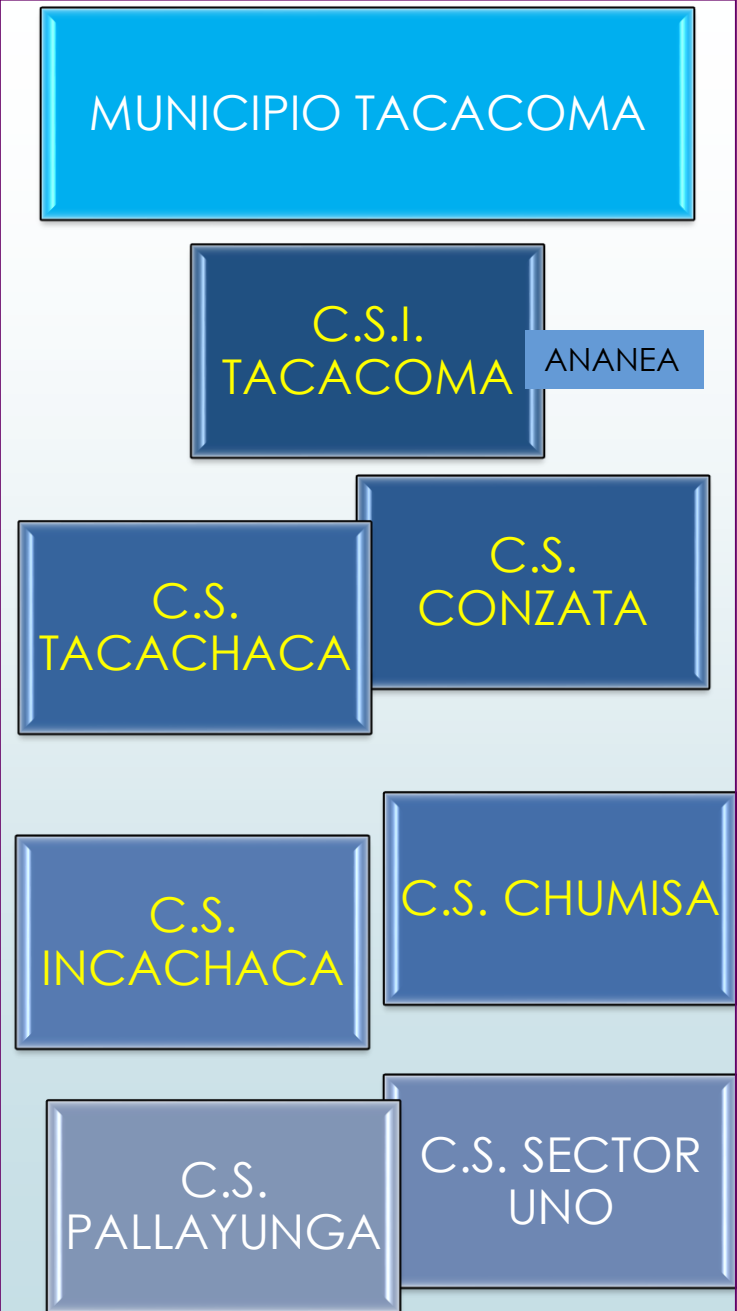 MUNICIPIO TACACOMA
C.S.I.
TACACOMA
ANANEA
C.S.
TACACHACA
C.S.
CONZATA
C.S.
INCACHACA
C.S. CHUMISA
C.S.
PALLAYUNGA
C.S. SECTOR
UNO